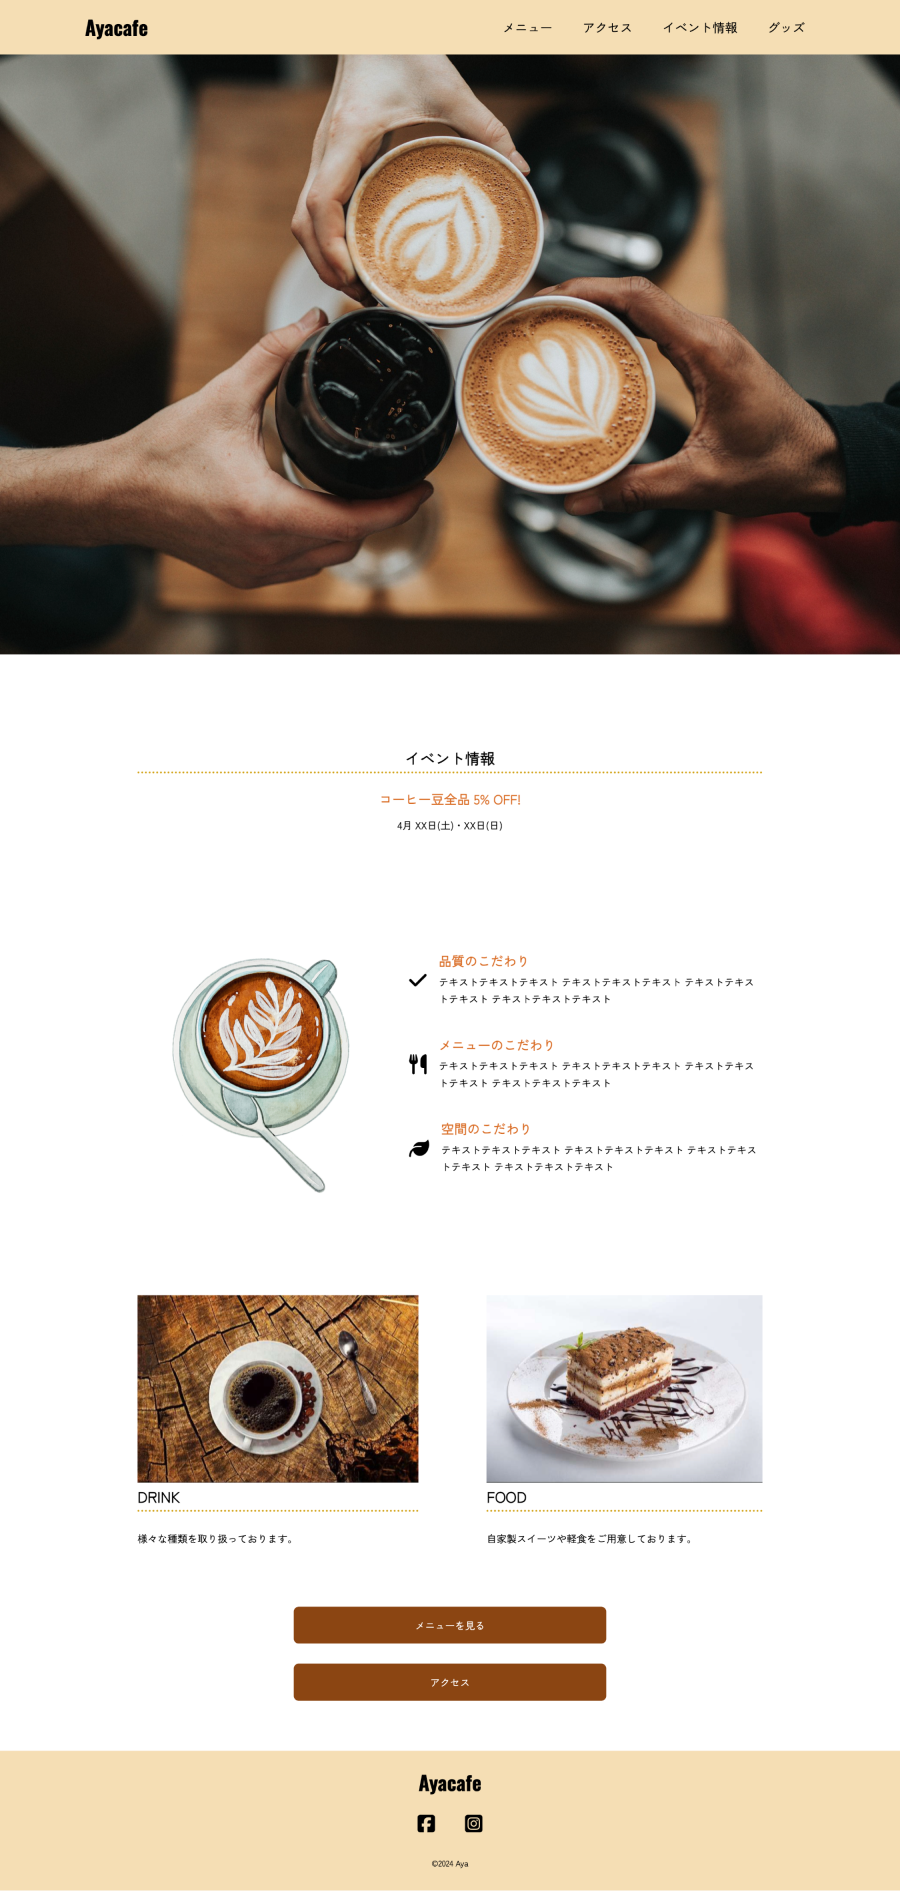 Ayacafe
メニュー アクセス イベント情報 グッズ
イベント情報
コーヒー豆全品 5% OFF!
4月 XX日(土)・XX日(日)
品質のこだわり
テキストテキストテキスト テキストテキストテキスト テキストテキス
トテキスト テキストテキストテキスト
メニューのこだわり
テキストテキストテキスト テキストテキストテキスト テキストテキス
トテキスト テキストテキストテキスト
空間のこだわり
テキストテキストテキスト テキストテキストテキスト テキストテキス
トテキスト テキストテキストテキスト
DRINK
様々な種類を取り扱っております。
FOOD
自家製スイーツや軽食をご用意しております。
メニューを見る
アクセス
Ayacafe
©2024 Aya